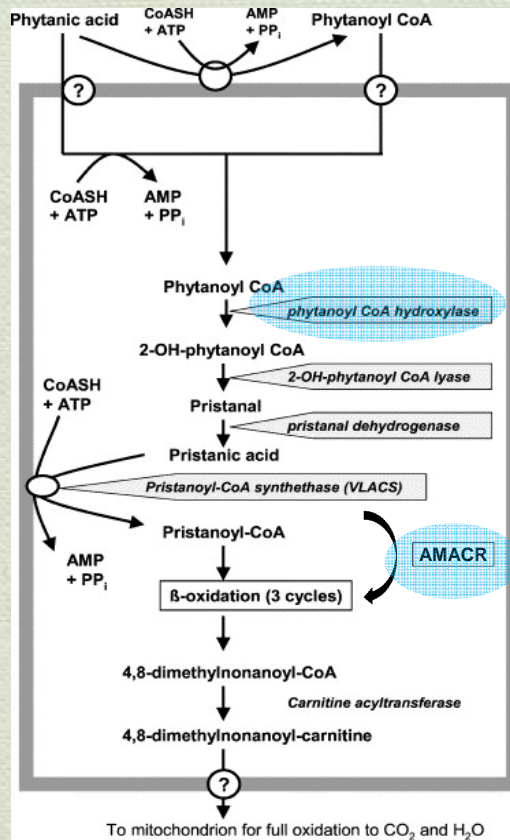 Phytanic acid
CoASH
+ ATP
AMP
+ PPi
Phytanoyl CoA
?
?
CoASH
+ ATP
AMP
+ PPi
Phytanoyl CoA
phytanoyl CoA hydroxylase
2-OH-phytanoyl CoA
2-OH-phytanoyl CoA lyase
CoASH
+ ATP
Pristanal
pristanal dehydrogenase
Pristanic acid
Pristanoyl-CoA synthethase (VLACS)
Pristanoyl-CoA
AMACR
AMP
+ PPi
ß-oxidation (3 cycles)
4,8-dimethylnonanoyl-CoA
Carnitine acyltransferase
4,8-dimethylnonanoyl-carnitine
?
To mitochondrion for full oxidation to CO2 and H2O